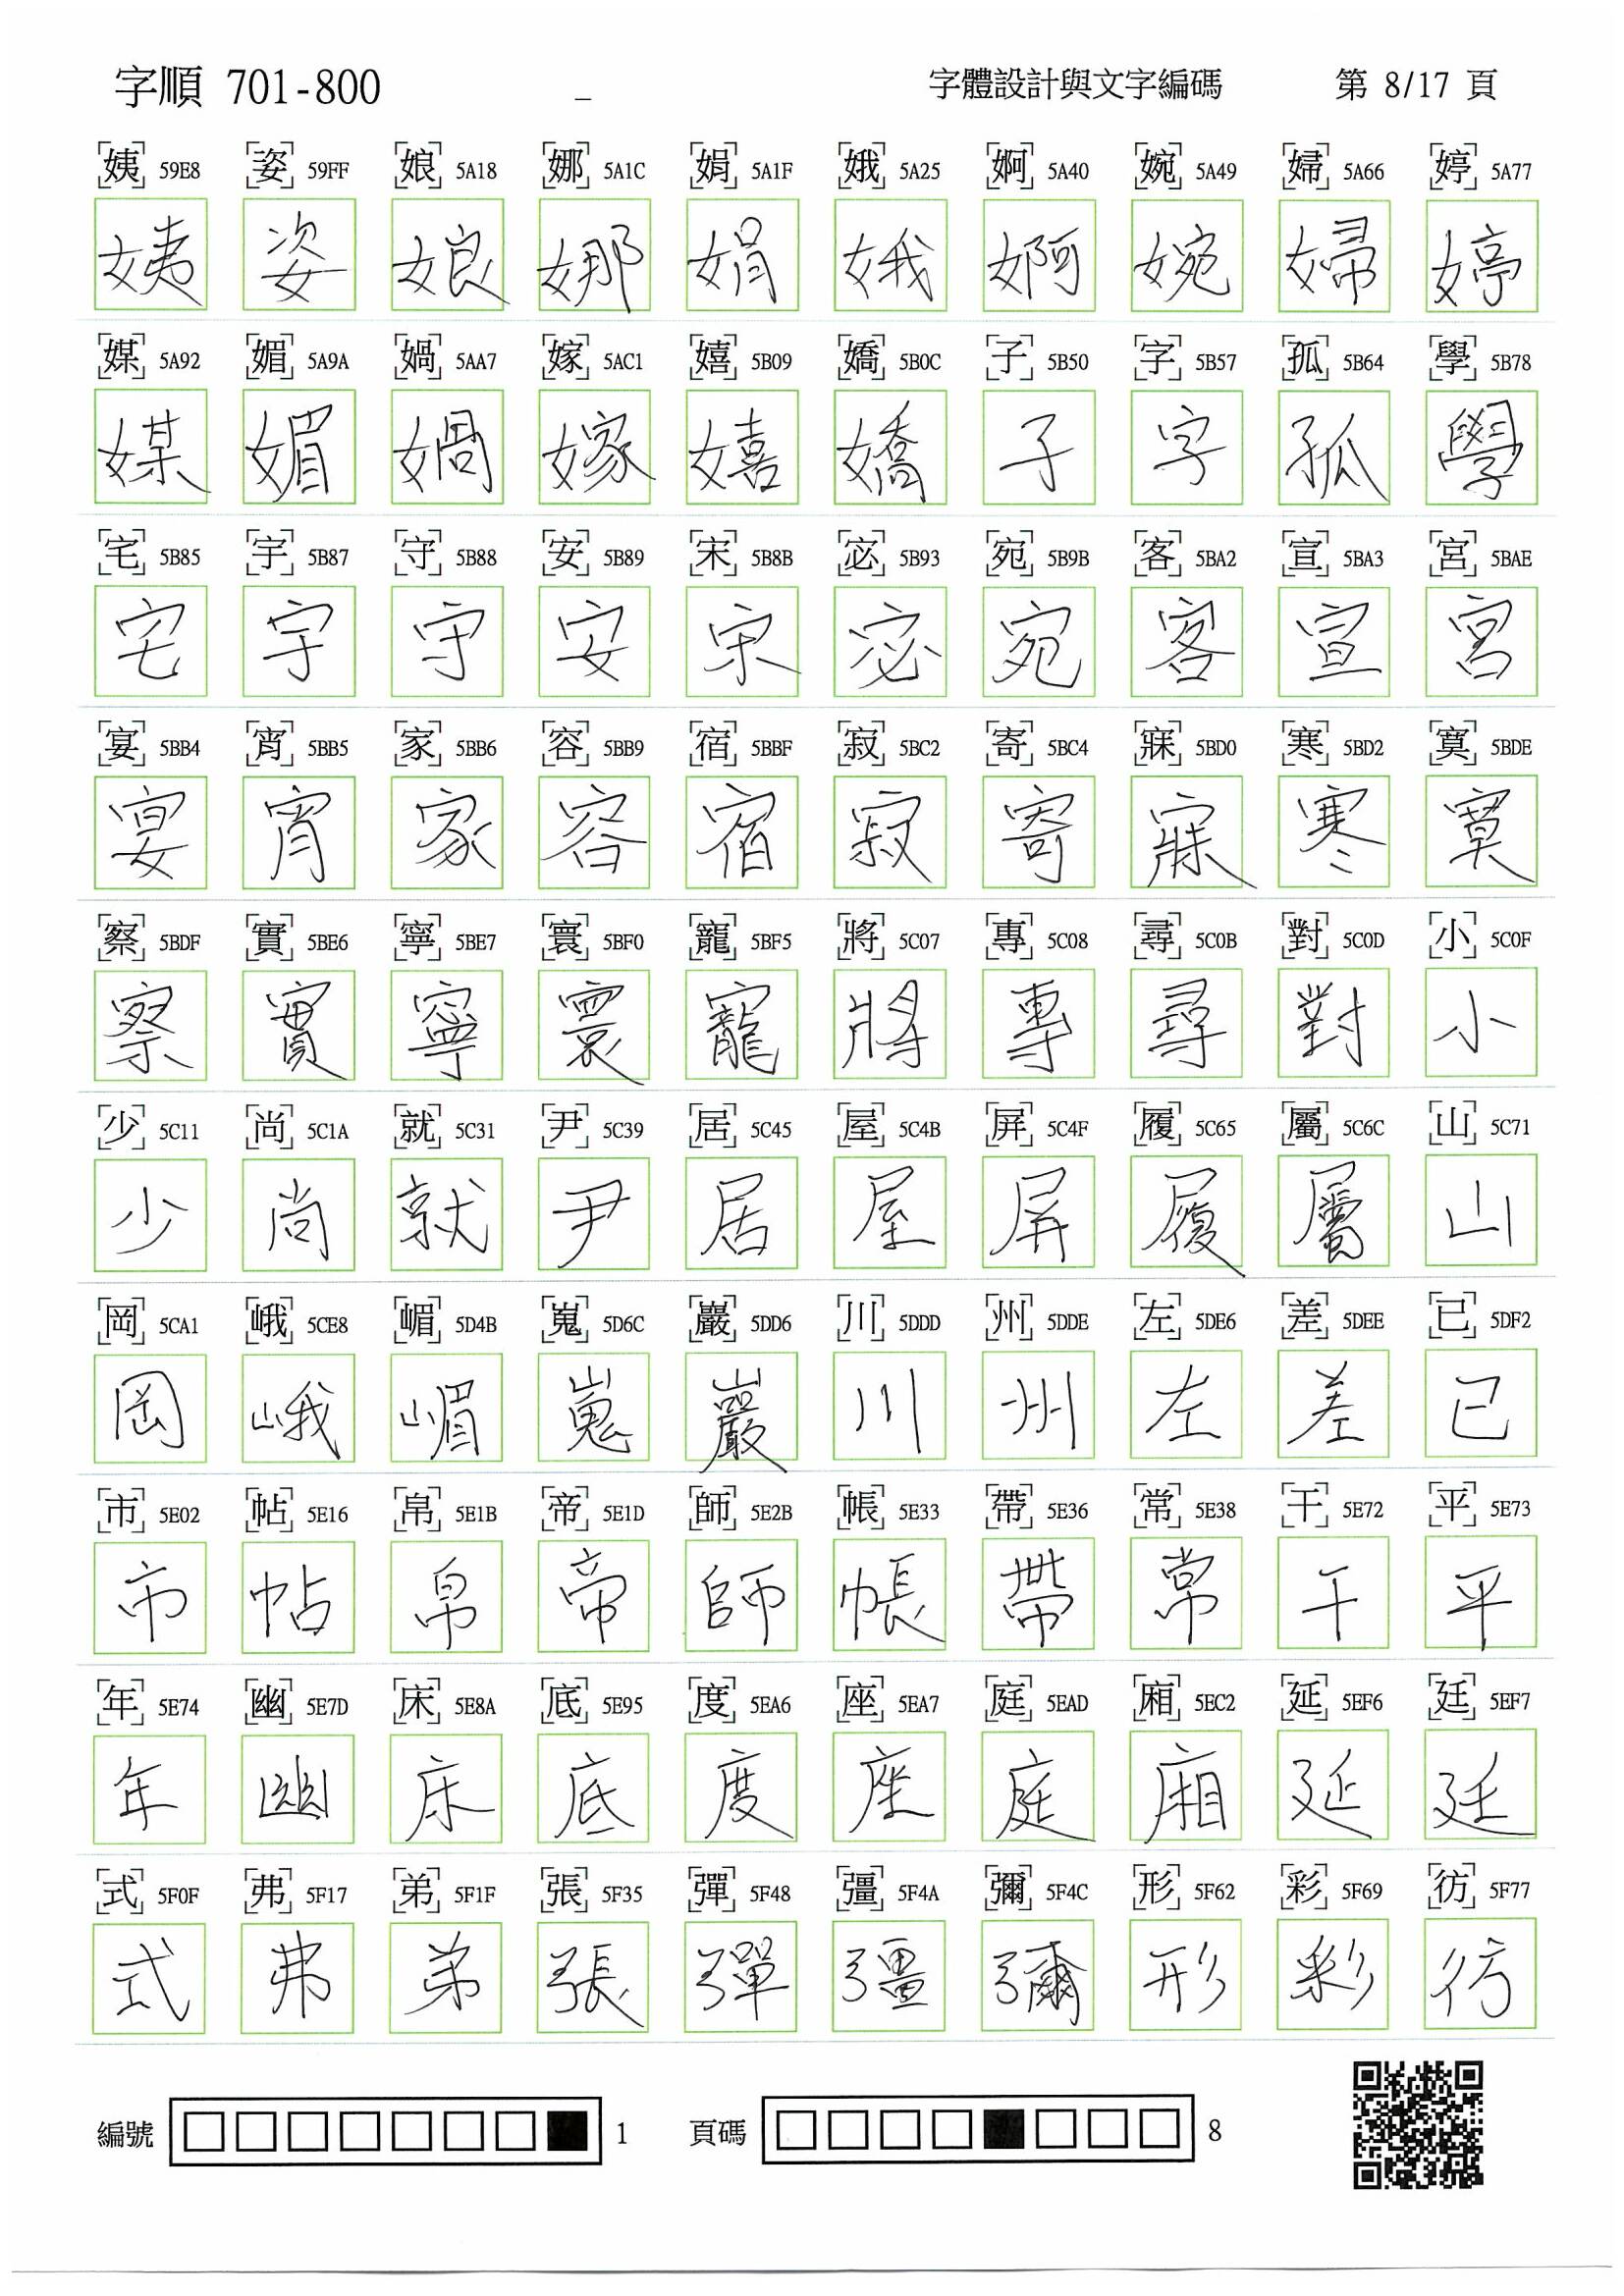 字順 701-800 _ 字體設計與文字編碼 第 8/17 頁
姨 59E8 姿 59FF 娘 5A18 娜 5A1C 娟 5A1F 娥 5A25 婀 5A40 婉 5A49 婦 5A66 婷 5A77
姨 姿 娘 娜 娟 娥 婀 婉 婦 婷
媒 5A92 媚 5A9A 媧 5AA7 嫁 5AC1 嬉 5B09 嬌 5B0C 子 5B50 字 5B57 孤 5B64 學 5B78
媒 媚 媧 嫁 嬉 嬌 子 字 孤 學
宅 5B85 宇 5B87 守 5B88 安 5B89 宋 5B8B 宓 5B93 宛 5B9B 客 5BA2 宣 5BA3 宮 5BAE
宅 宇 守 安 宋 宓 宛 客 宣 宮
宴 5BB4 宵 5BB5 家 5BB6 容 5BB9 宿 5BBF 寂 5BC2 寄 5BC4 寐 5BD0 寒 5BD2 寞 5BDE
宴 宵 家 容 宿 寂 寄 寐 寒 寞
察 5BDF 實 5BE6 寧 5BE7 寰 5BF0 寵 5BF5 將 5C07 專 5C08 尋 5C0B 對 5C0D 小 5C0F
察 實 寧 寰 寵 將 專 尋 對 小
少 5C11 尚 5C1A 就 5C31 尹 5C39 居 5C45 屋 5C4B 屏 5C4F 履 5C65 屬 5C6C 山 5C71
少 尚 就 尹 居 屋 屏 履 屬 山
岡 5CA1 峨 5CE8 嵋 5D4B 嵬 5D6C 巖 5DD6 川 5DDD 州 5DDE 左 5DE6 差 5DEE 已 5DF2
岡 峨 嵋 嵬 巖 川 州 左 差 已
市 5E02 帖 5E16 帛 5E1B 帝 5E1D 師 5E2B 帳 5E33 帶 5E36 常 5E38 干 5E72 平 5E73
市 帖 帛 帝 師 帳 帶 常 干 平
年 5E74 幽 5E7D 床 5E8A 底 5E95 度 5EA6 座 5EA7 庭 5EAD 廂 5EC2 延 5EF6 廷 5EF7
年 幽 床 底 度 座 庭 廂 延 廷
式 5F0F 弗 5F17 弟 5F1F 張 5F35 彈 5F48 彊 5F4A 彌 5F4C 形 5F62 彩 5F69 彷 5F77
式 弗 弟 張 彈 彊 彌 形 彩 彷
編號 1 頁碼 8